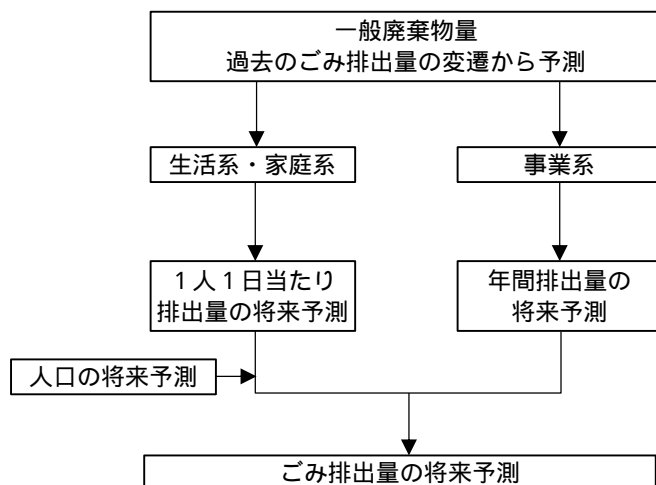 一般廃棄物量
過去のごみ排出量の変遷から予測
生活系・家庭系
事業系
１人１日当たり
排出量の将来予測
年間排出量の
将来予測
人口の将来予測
ごみ排出量の将来予測